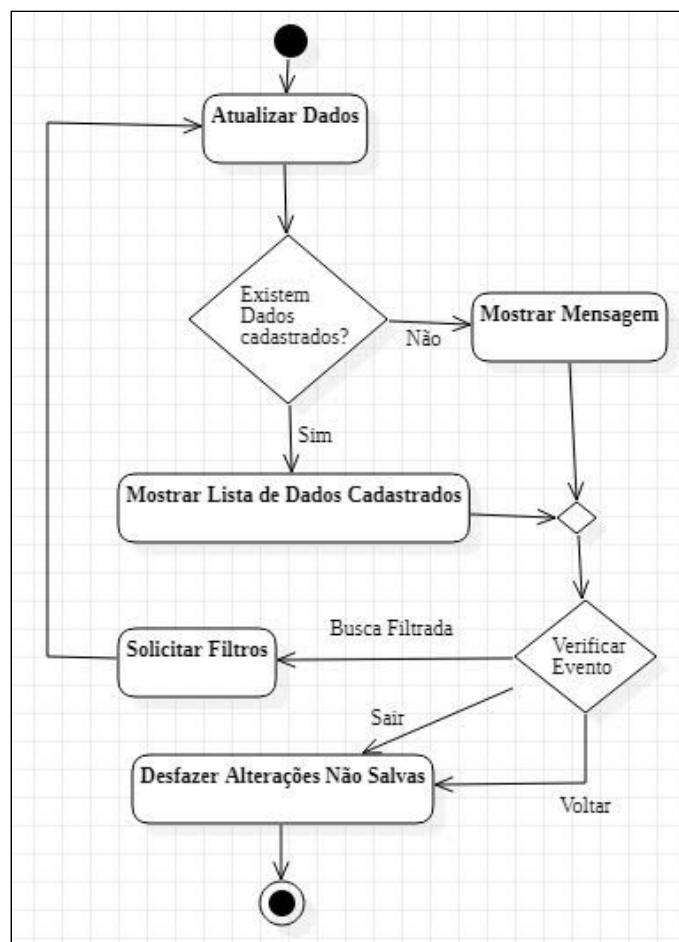 Atualizar Dados
Existem
Dados
cadastrados?
Não
Mostrar Mensagem
Sim
Mostrar Lista de Dados Cadastrados
Busca Filtrada
Solicitar Filtros
Verificar
Evento
Sair
Desfazer Alterações Não Salvas
Voltar